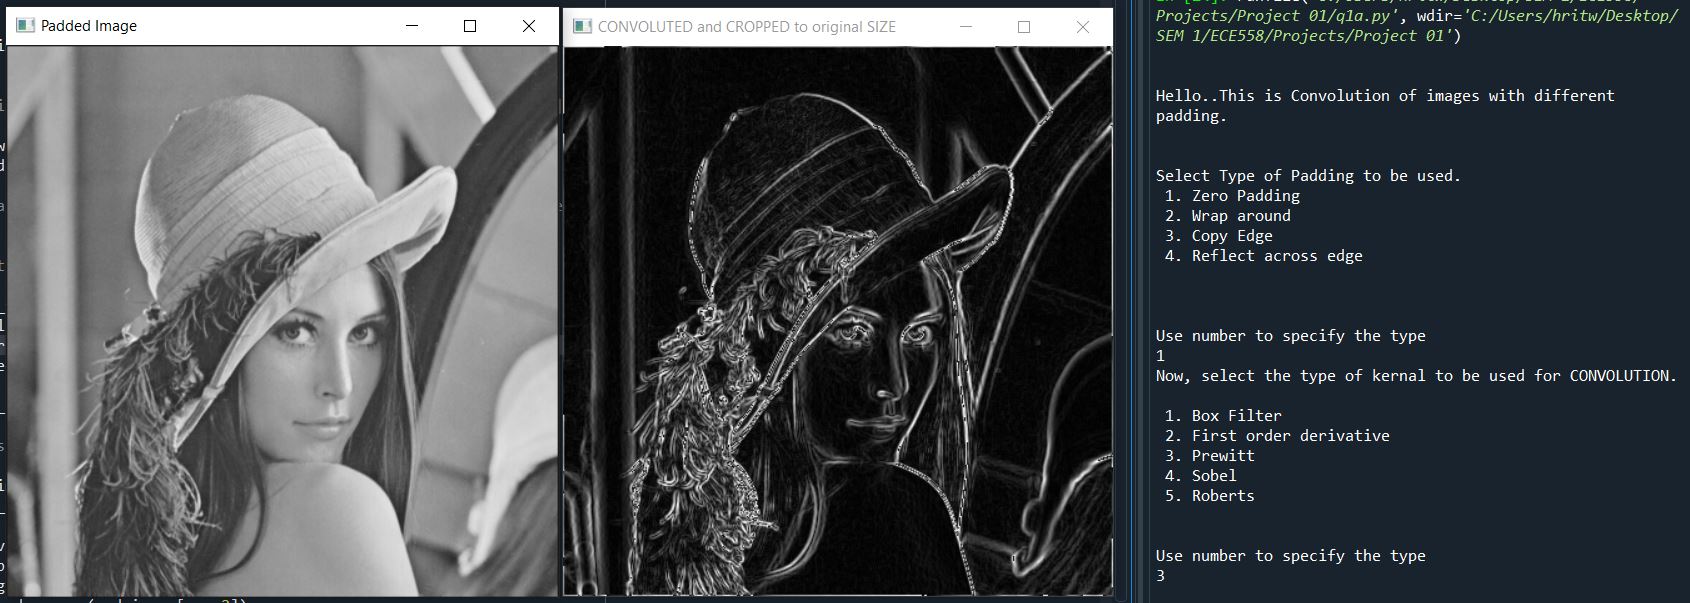 Padded Image
CONVOLUTED and CROPPED to original SIZE
Projects/Project 01/q1a.py', wdir='C:/Users/hritw/Desktop/
SEM 1/ECE558/Projects/Project 01')
Hello..This is Convolution of images with different
padding.
Select Type of Padding to be used.
1. Zero Padding
2. Wrap around
3. Copy Edge
4. Reflect across edge
Use number to specify the type
1
Now, select the type of kernal to be used for CONVOLUTION.
1. Box Filter
2. First order derivative
3. Prewitt
4. Sobel
5. Roberts
Use number to specify the type
3